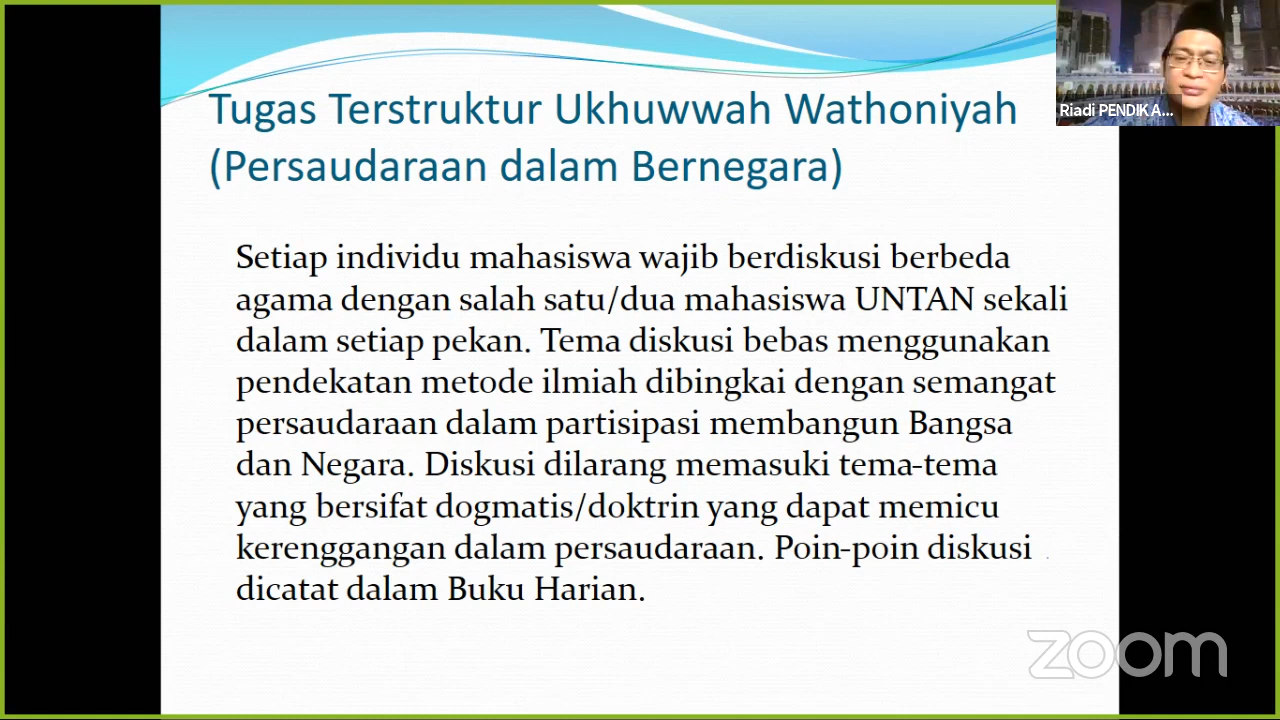 Tugas Terstruktur Ukhuwwah Wathoniyah
(Persaudaraan dalam Bernegara)
Riadi PENDIK A...
Setiap individu mahasiswa wajib berdiskusi berbeda
agama dengan salah satu/dua mahasiswa UNTAN sekali
dalam setiap pekan. Tema diskusi bebas menggunakan
pendekatan metode ilmiah dibingkai dengan semangat
persaudaraan dalam partisipasi membangun Bangsa
dan Negara. Diskusi dilarang memasuki tema-tema
yang bersifat dogmatis/doktrin yang dapat memicu
kerenggangan dalam persaudaraan. Poin-poin diskusi
dicatat dalam Buku Harian.
zoom